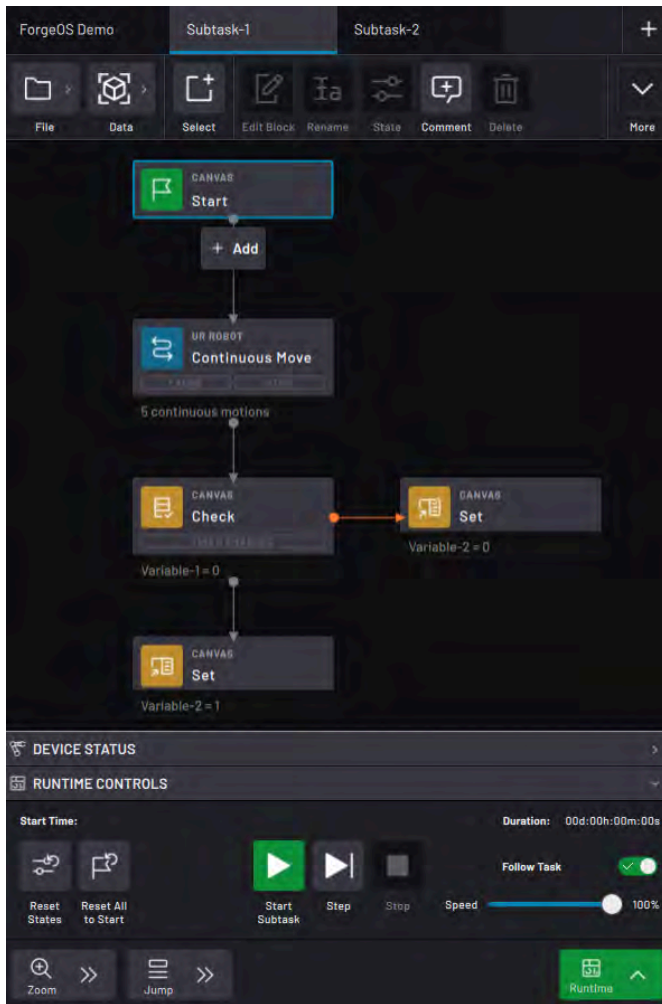 ForgeOS Demo Subtask-1 Subtask-2 +
File Data Select Edit Block Rename State Comment Delete More
CANVAS
Start
+ Add
UR ROBOT
Continuous Move
5 continuous motions
CANVAS
Check
CANVAS
Set
Variable-1 = 0
Variable-2 = 0
CANVAS
Set
Variable-2 = 1
DEVICE STATUS
RUNTIME CONTROLS
Start Time: Duration: 00d:00h:00m:00s
Follow Task
Reset States
Reset All to Start
Start Subtask
Step
Stop
Speed 100%
Zoom
Jump
Runtime